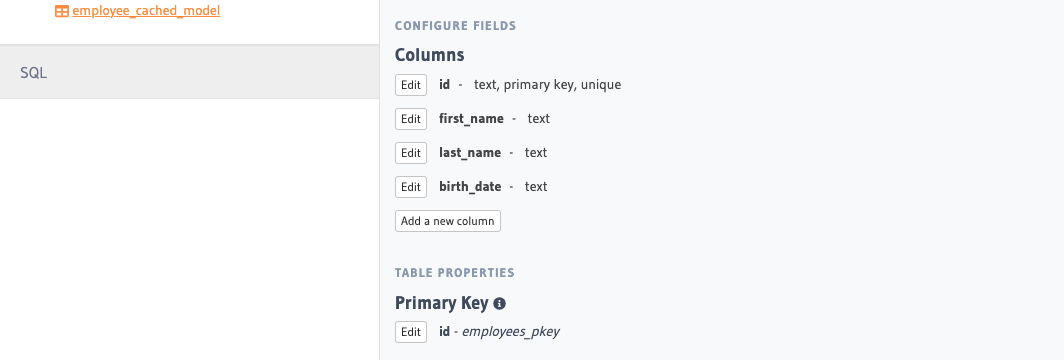 employee_cached_model
SQL
CONFIGURE FIELDS
Columns
Edit id - text, primary key, unique
Edit first_name - text
Edit last_name - text
Edit birth_date - text
Add a new column
TABLE PROPERTIES
Primary Key
Edit id - employees_pkey